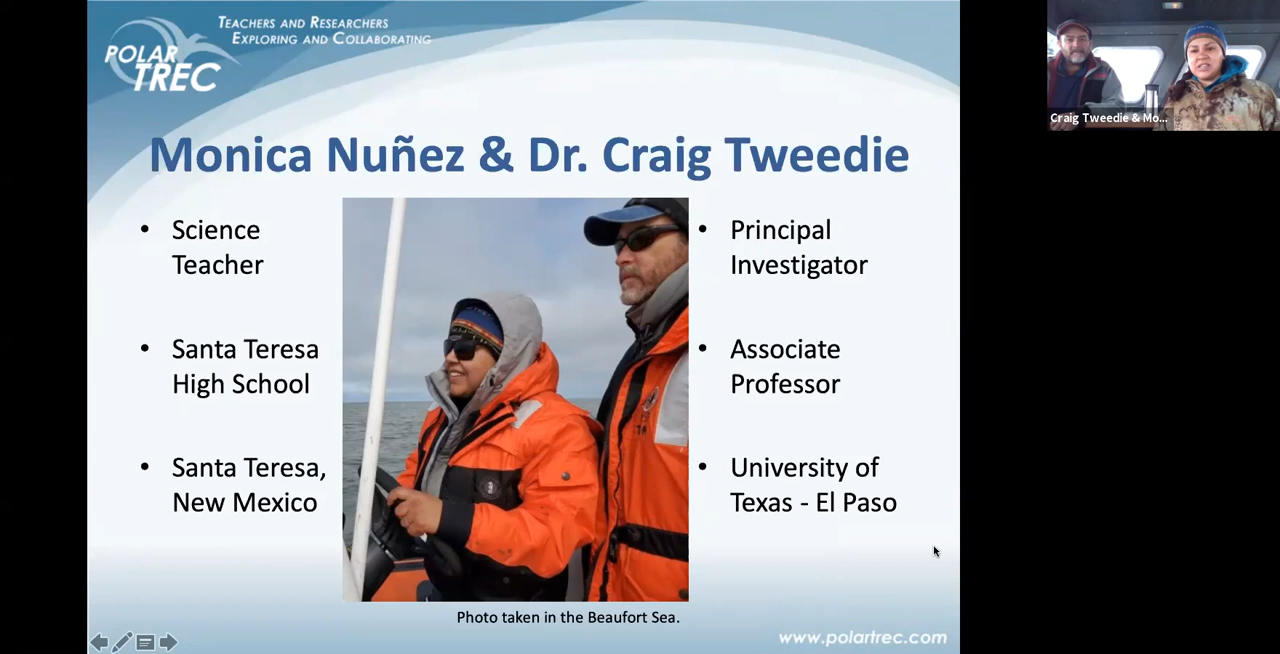 TEACHERS AND RESEARCHERS
EXPLORING AND COLLABORATING
POLAR
TREC
Monica Nuñez & Dr. Craig Tweedie
• Science
Teacher
• Santa Teresa
High School
• Santa Teresa,
New Mexico
• Principal
Investigator
• Associate
Professor
• University of
Texas - El Paso
Photo taken in the Beaufort Sea.
www.polartrec.com
Craig Tweedie & Mo...